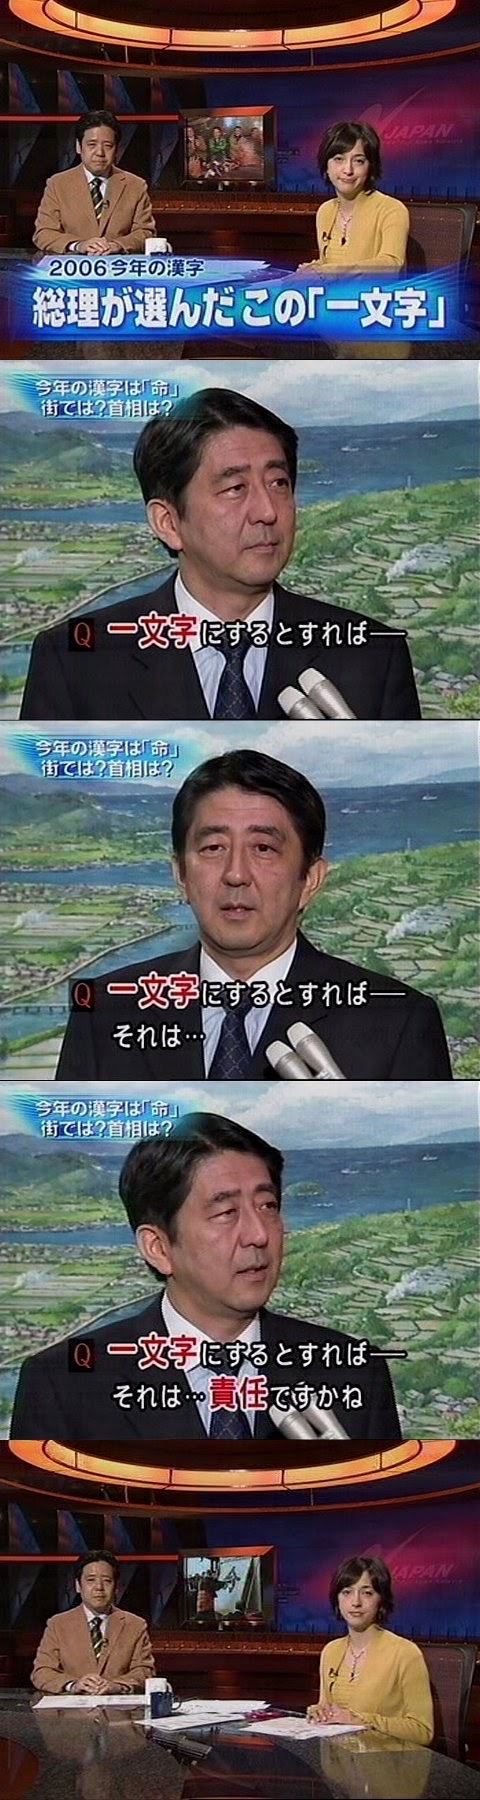 JAPAN
2006今年の漢字
総理が選んだこの「一文字」
今年の漢字は「命」
街では?首相は?
Q 一文字にするとすれば――
今年の漢字は「命」
街では?首相は?
Q 一文字にするとすれば――
それは…
今年の漢字は「命」
街では?首相は?
Q 一文字にするとすれば――
それは…責任ですかね
JAPAN